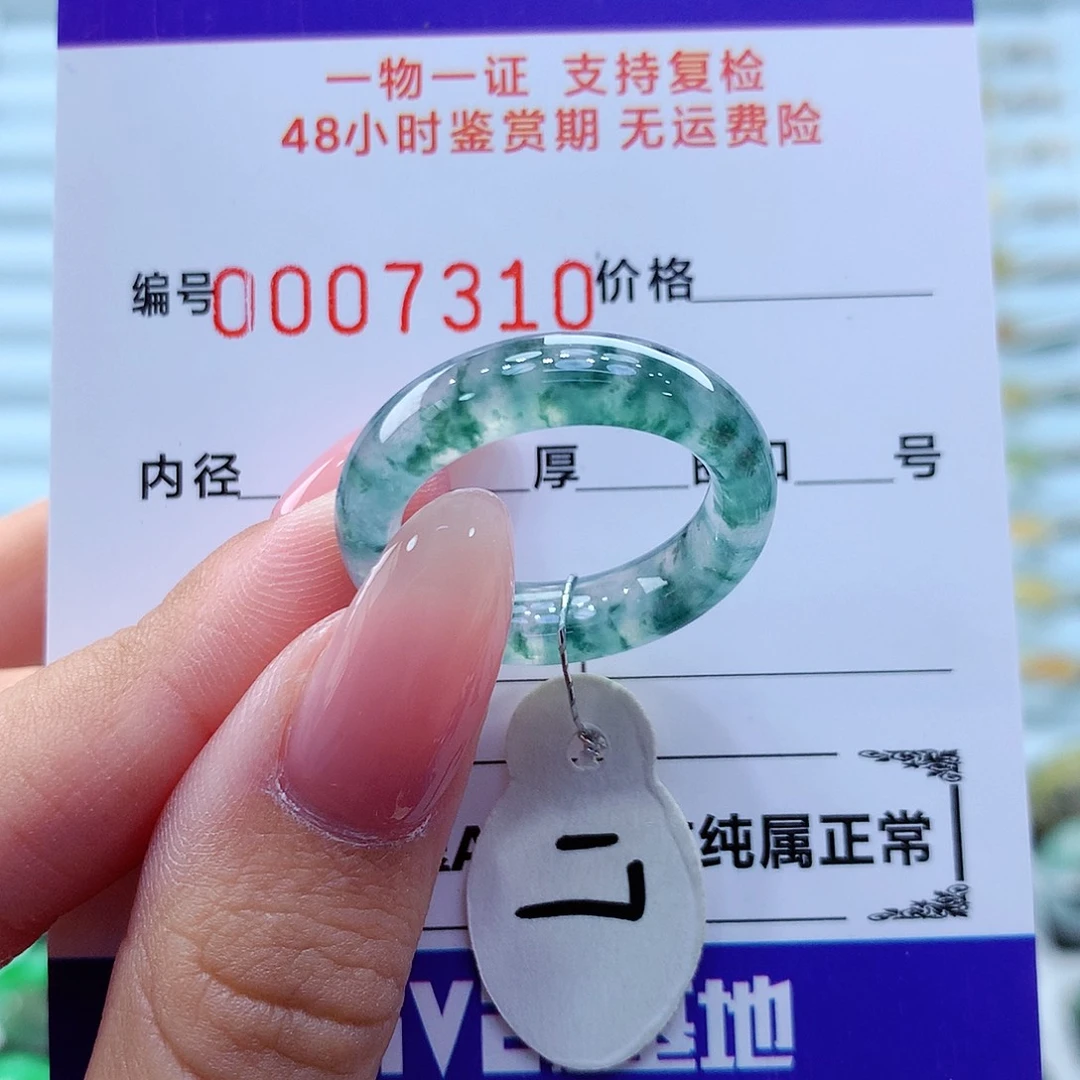 一物一证 支持复检
48小时鉴赏期 无运费险
编号0007310价格
内径 厚 号
纯属正常
基地